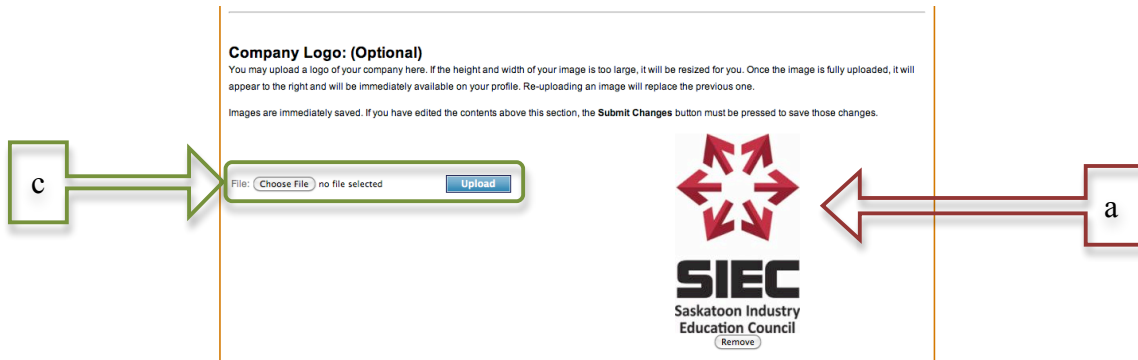 Company Logo: (Optional)
You may upload a logo of your company here. If the height and width of your image is too large, it will be resized for you. Once the image is fully uploaded, it will
appear to the right and will be immediately available on your profile. Re-uploading an image will replace the previous one.
Images are immediately saved. If you have edited the contents above this section, the Submit Changes button must be pressed to save those changes.
c
File: Choose File no file selected Upload
a
SIEC
Saskatoon Industry
Education Council
Remove